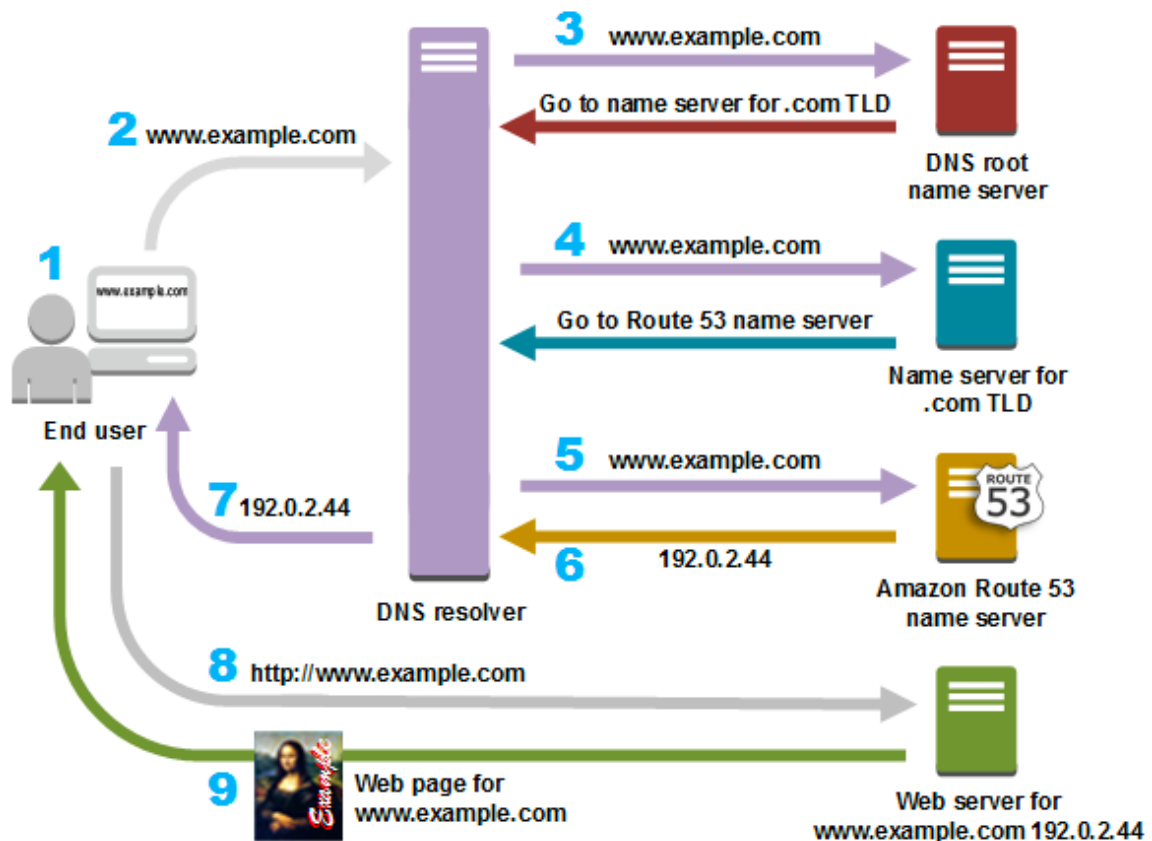 3 www.example.com
Go to name server for .com TLD
DNS root
name server
2 www.example.com
1
www.example.com
End user
4 www.example.com
Go to Route 53 name server
Name server for
.com TLD
5 www.example.com
6 192.0.2.44
ROUTE
53
Amazon Route 53
name server
7 192.0.2.44
DNS resolver
8 http://www.example.com
9
Example
Web page for
www.example.com
Web server for
www.example.com 192.0.2.44